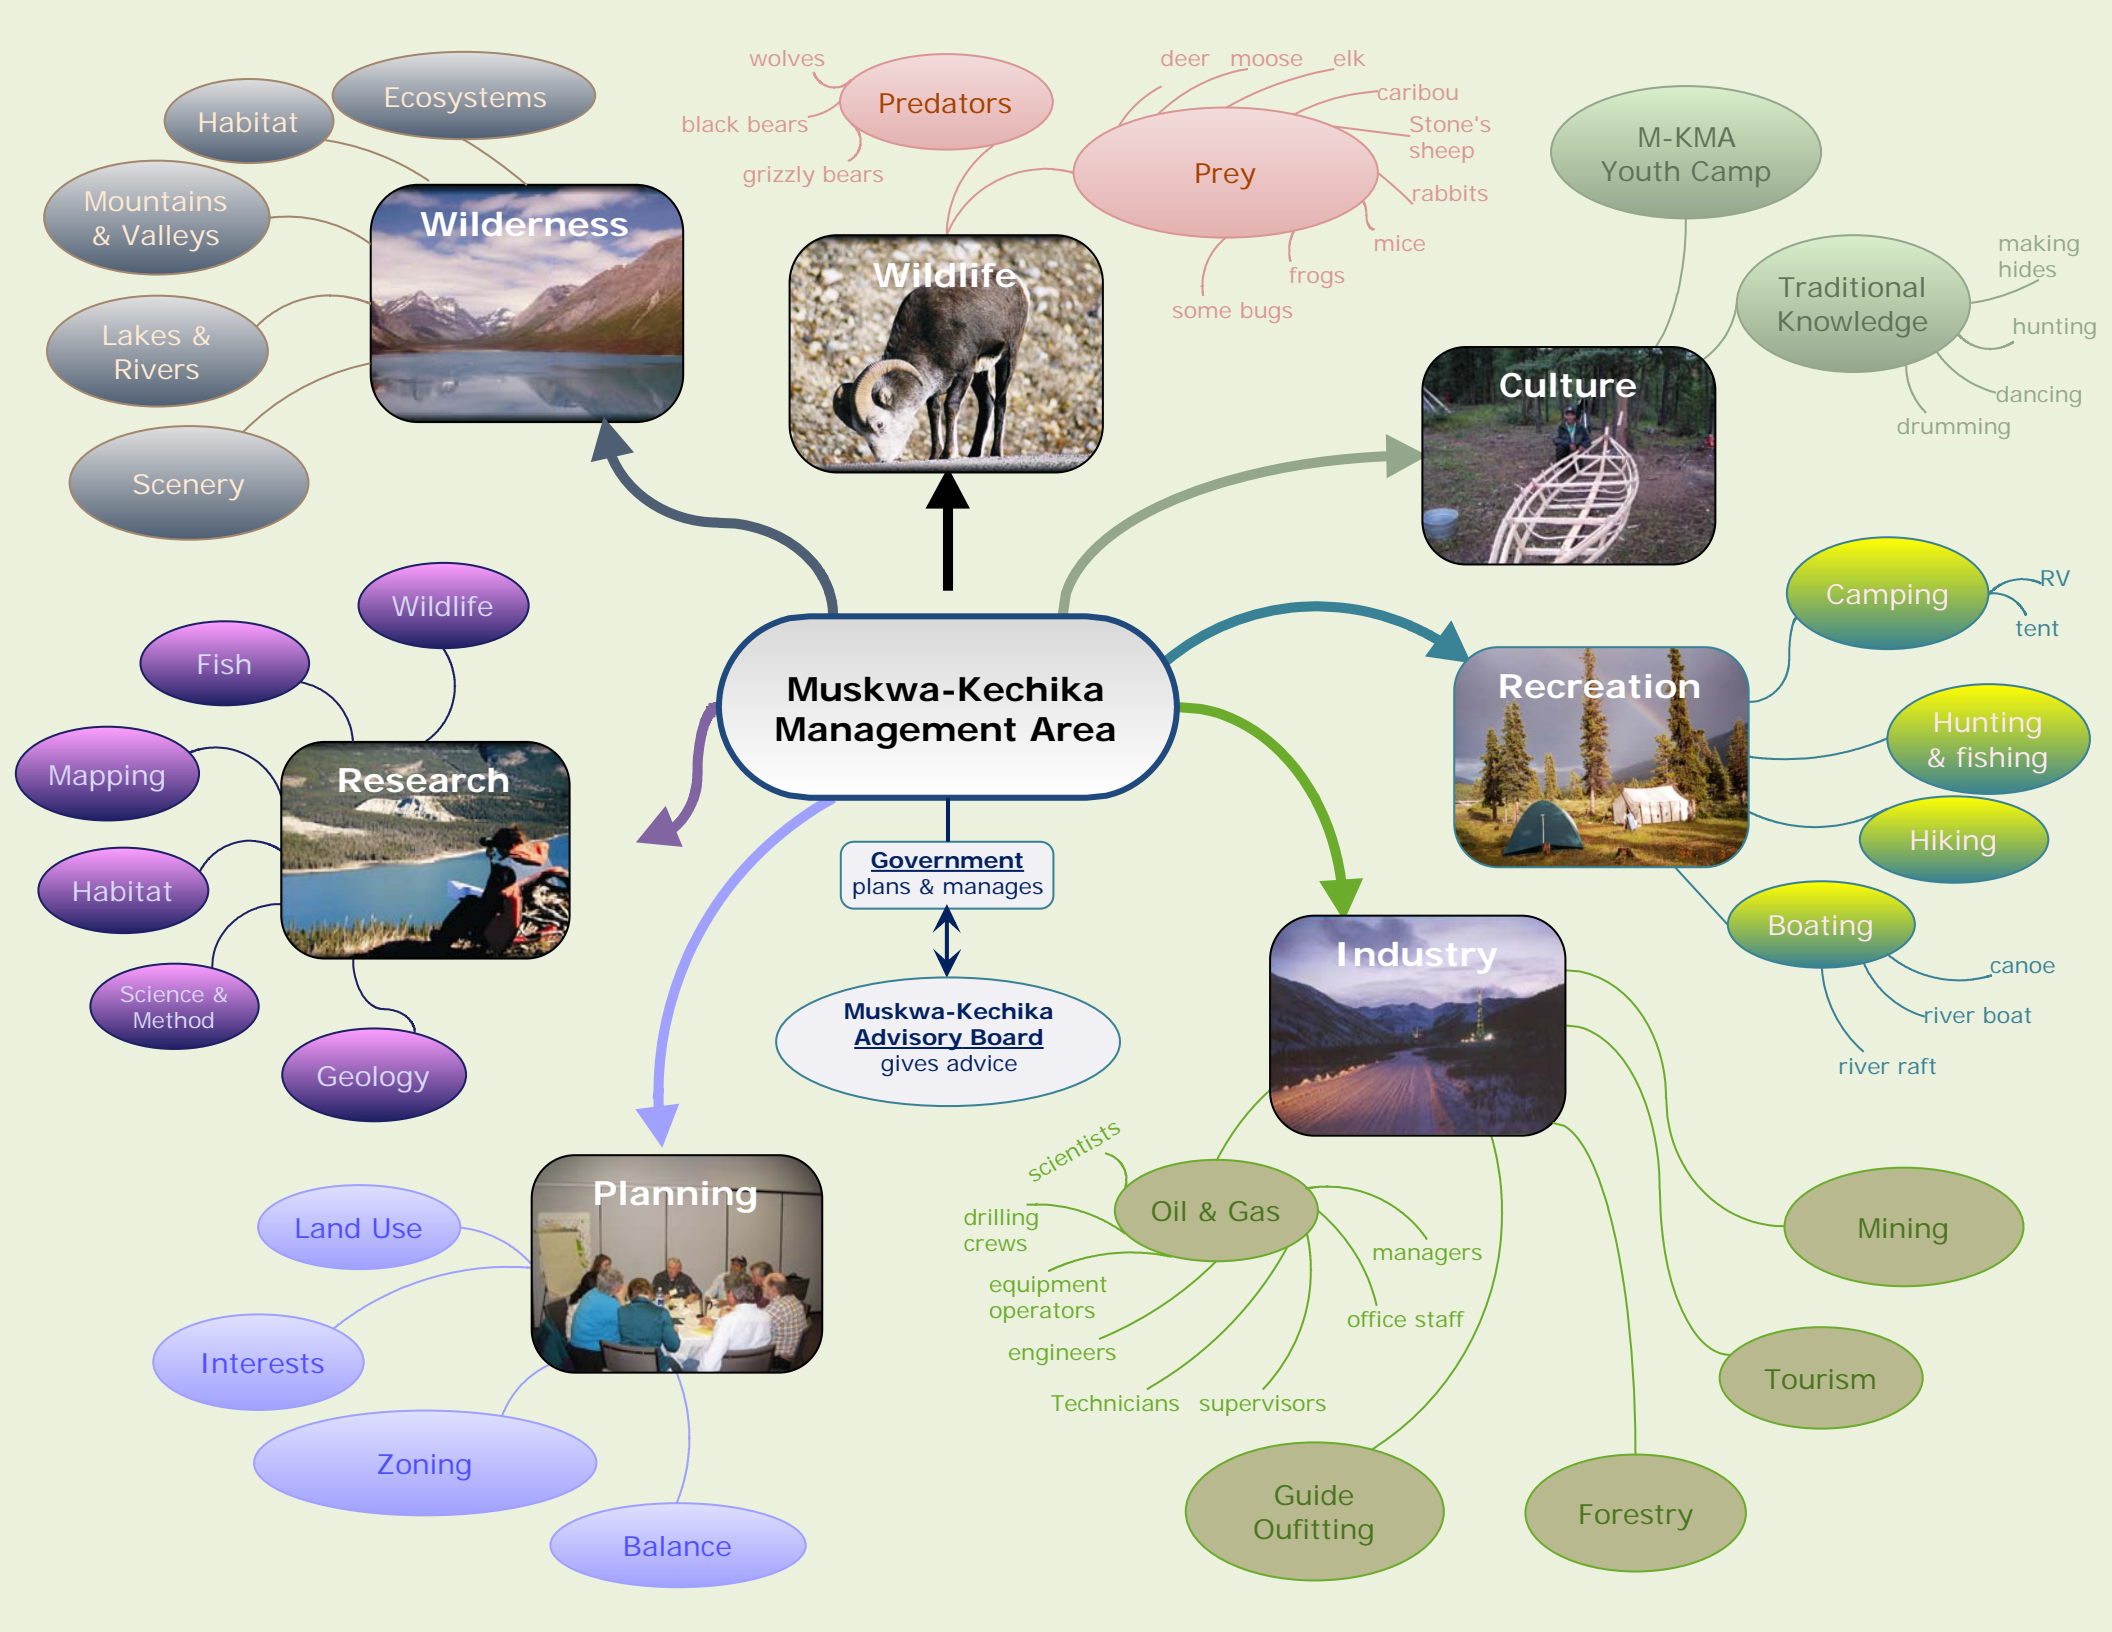 Wilderness
Ecosystems
Habitat
Mountains
& Valleys
Lakes &
Rivers
Scenery
Wildlife
Predators
wolves
black bears
grizzly bears
Prey
deer
moose
elk
caribou
Stone's
sheep
rabbits
mice
frogs
some bugs
Culture
M-KMA
Youth Camp
Traditional
Knowledge
making
hides
hunting
dancing
drumming
Muskwa-Kechika
Management Area
Government
plans & manages
Muskwa-Kechika
Advisory Board
gives advice
Recreation
Camping
RV
tent
Hunting
& fishing
Hiking
Boating
canoe
river boat
river raft
Research
Wildlife
Fish
Mapping
Habitat
Science &
Method
Geology
Planning
Land Use
Interests
Zoning
Balance
Industry
Oil & Gas
scientists
drilling
crews
equipment
operators
engineers
Technicians
supervisors
office staff
managers
Guide
Oufitting
Forestry
Tourism
Mining